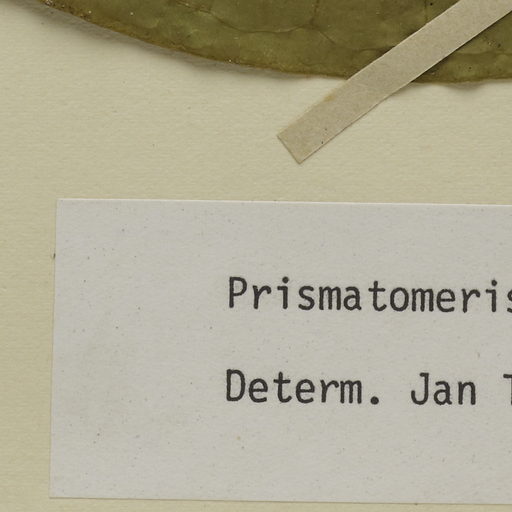 Prismatomeris
Determ. Jan T